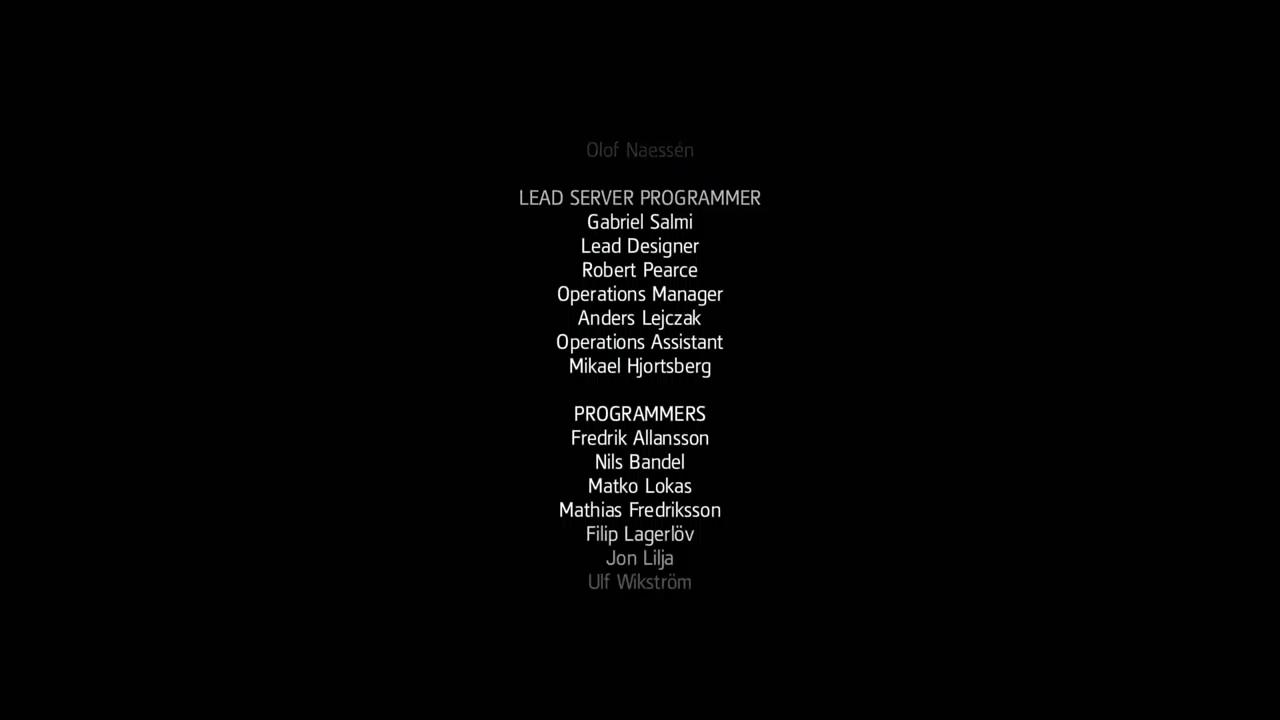 Olof Naessén
LEAD SERVER PROGRAMMER
Gabriel Salmi
Lead Designer
Robert Pearce
Operations Manager
Anders Lejczak
Operations Assistant
Mikael Hjortsberg
PROGRAMMERS
Fredrik Allansson
Nils Bandel
Matko Lokas
Mathias Fredriksson
Filip Lagerlöv
Jon Lilja
Ulf Wikström